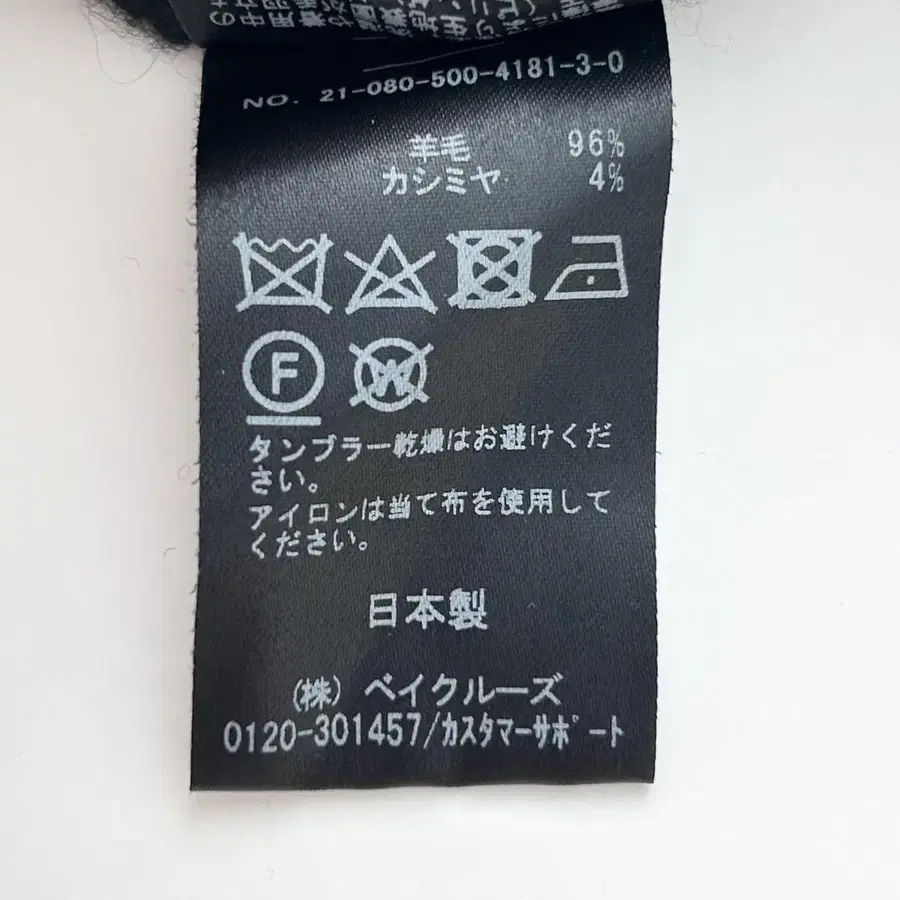 NO. 21-080-500-4181-3-0
羊毛 96%
カシミヤ 4%
F
W
タンブラー乾燥はお避けくだ
さい。
アイロンは当て布を使用して
ください。
日本製
(株) ベイクルーズ
0120-301457/カスタマーサポート